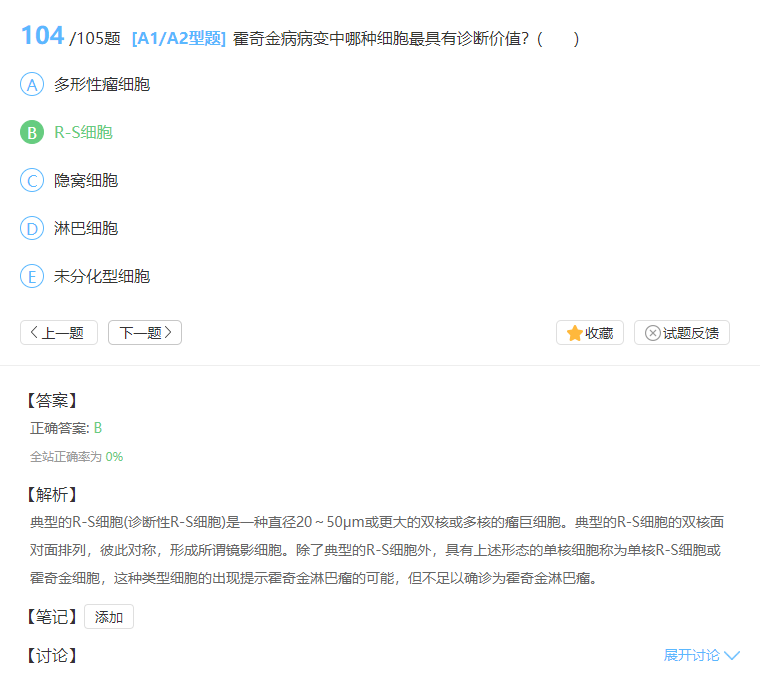 104 /105题 [A1/A2型题] 霍奇金病病变中哪种细胞最具有诊断价值？(  )
A 多形性瘤细胞
B R-S细胞
C 隐窝细胞
D 淋巴细胞
E 未分化型细胞
上一题 下一题 收藏 试题反馈
【答案】
正确答案: B
全站正确率为 0%
【解析】
典型的R-S细胞(诊断性R-S细胞)是一种直径20～50μm或更大的双核或多核的瘤巨细胞。典型的R-S细胞的双核面
对面排列，彼此对称，形成所谓镜影细胞。除了典型的R-S细胞外，具有上述形态的单核细胞称为单核R-S细胞或
霍奇金细胞，这种类型细胞的出现提示霍奇金淋巴瘤的可能，但不足以确诊为霍奇金淋巴瘤。
【笔记】 添加
【讨论】 展开讨论